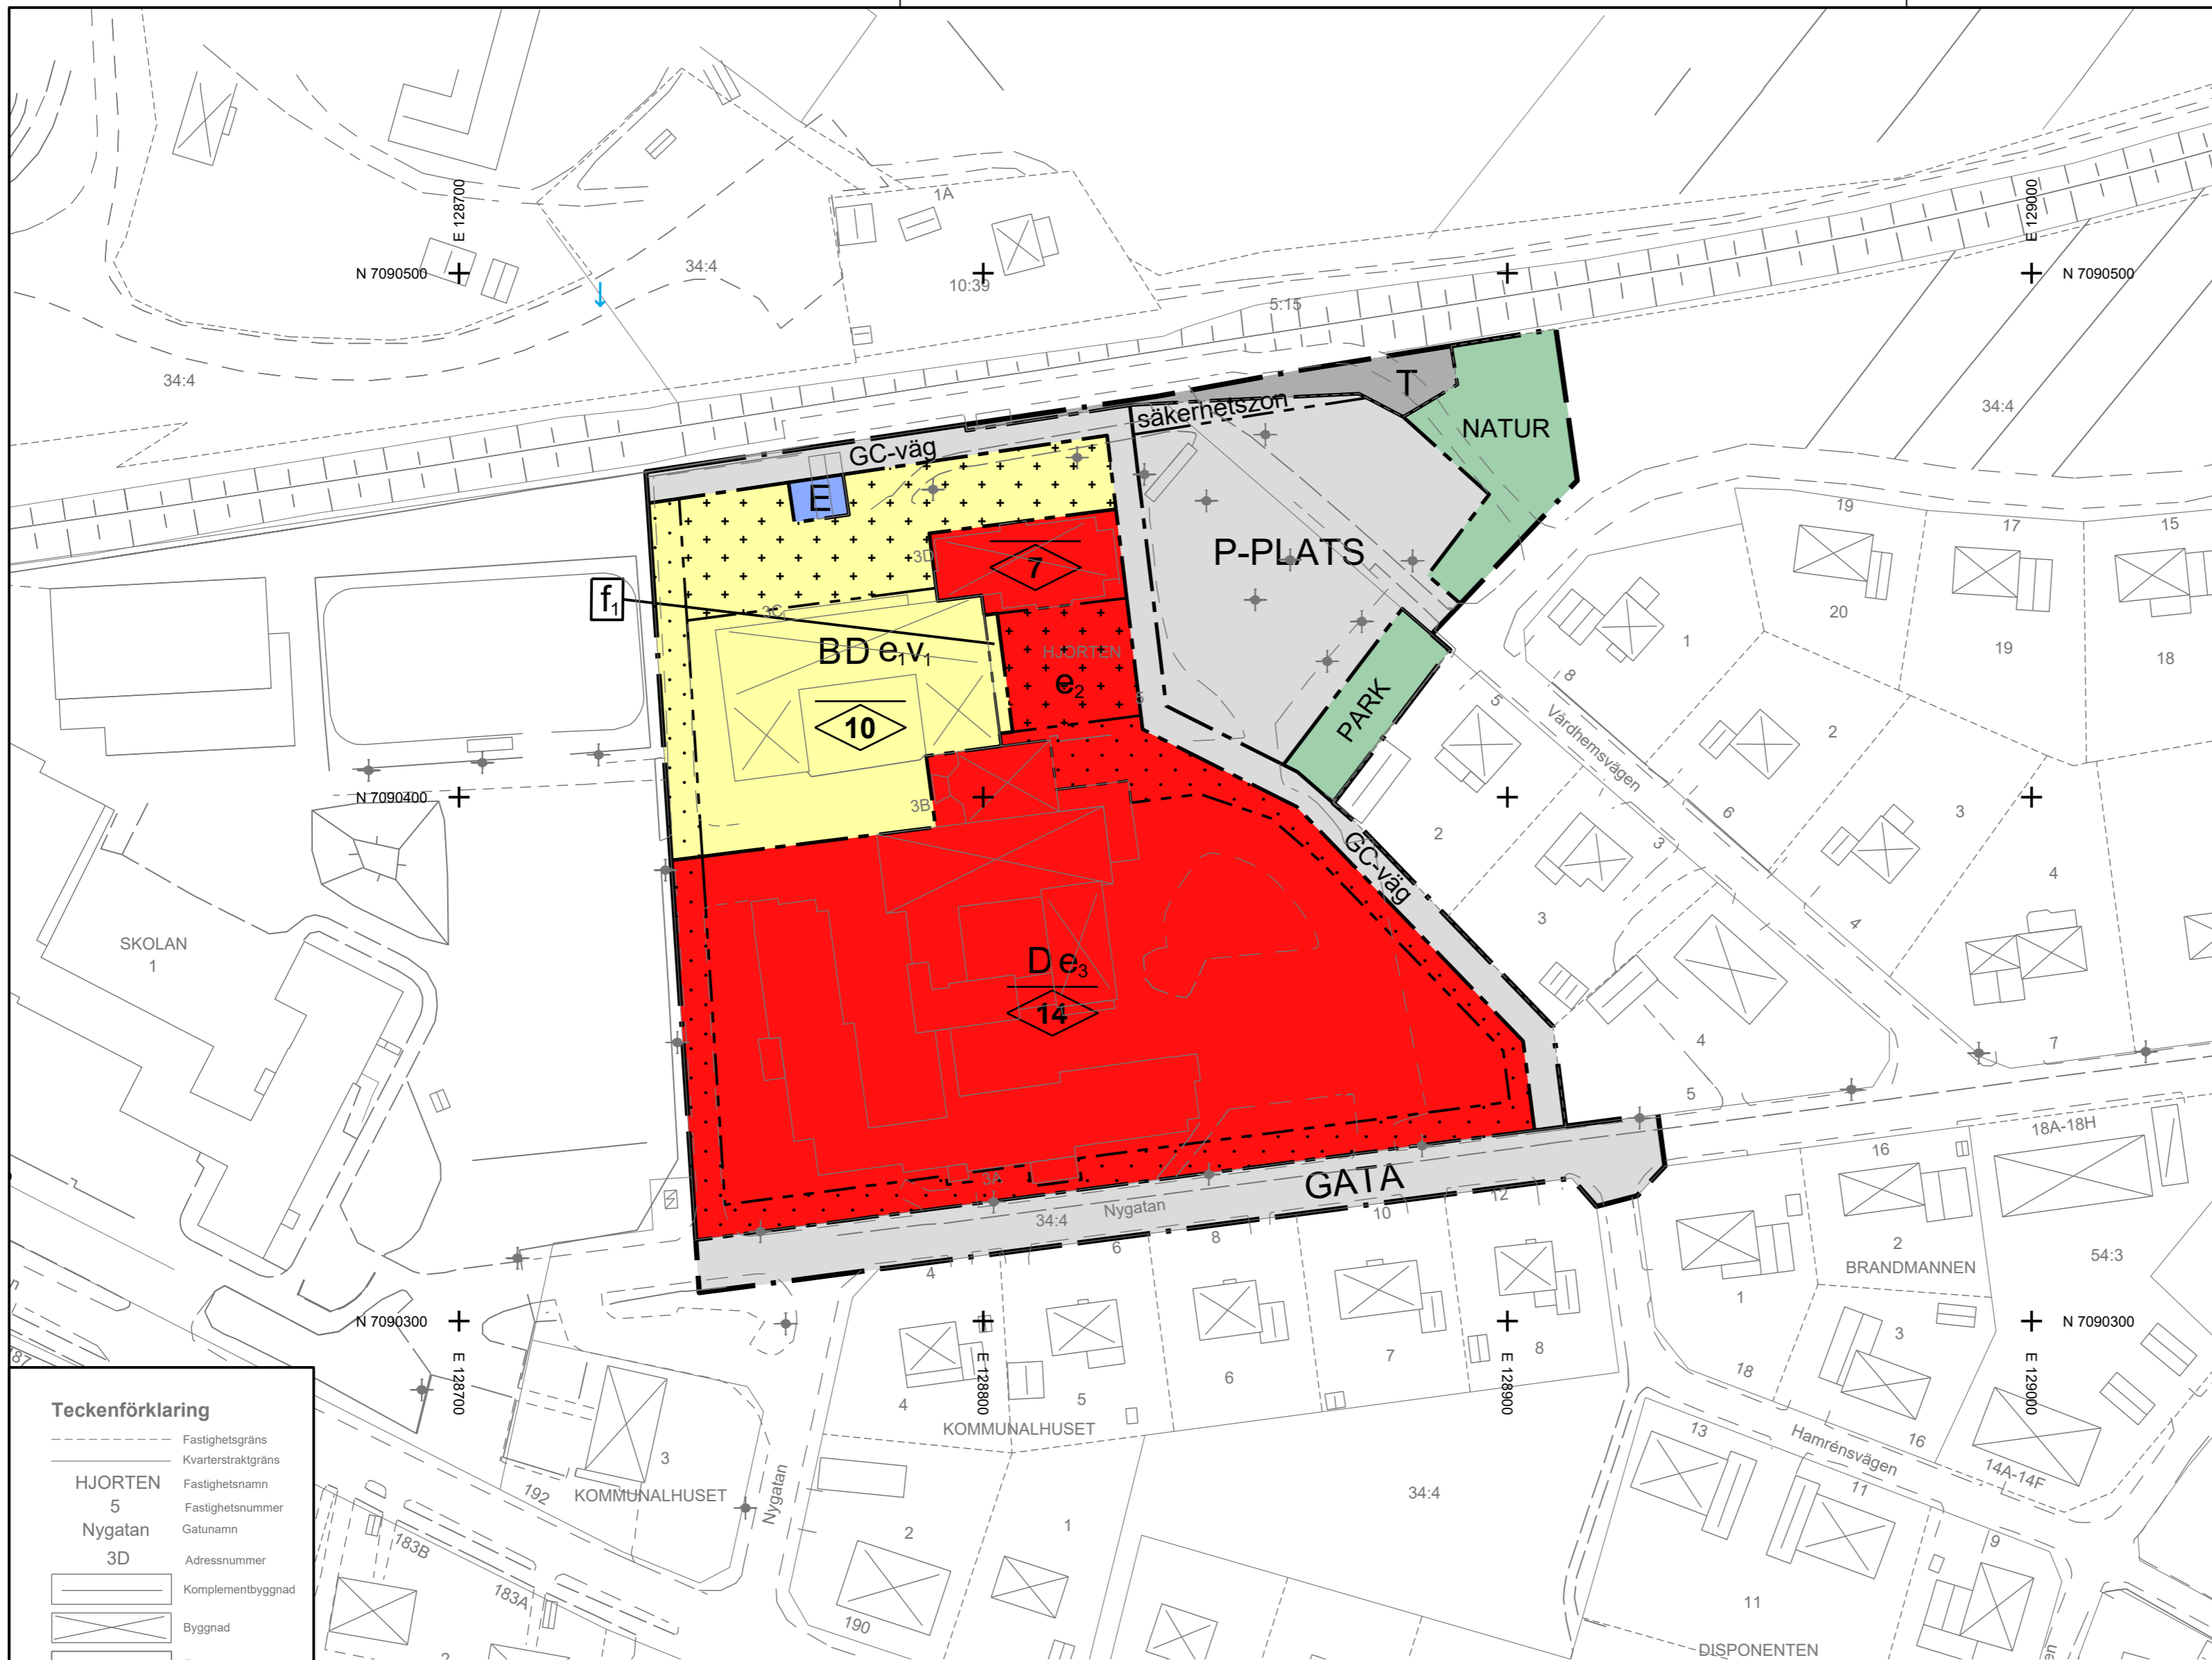 E 128700
E 129000
1A
N 7090500
34:4
10:39
N 7090500
5:15
34:4
T
34:4
säkerhetszon
NATUR
GC-väg
E
19
17
15
P-PLATS
3D
7
f1
3C
20
1
19
BD e1v1
HJORTEN
18
e2
8
5
5
PARK
Vårdhemsvägen
2
10
N 7090400
3B
6
3
2
3
GC-väg
4
3
4
SKOLAN
1
D e3
14
4
7
5
18A-18H
16
3A
GATA
12
Nygatan
34:4
10
8
6
4
2
BRANDMANNEN
54:3
1
N 7090300
N 7090300
3
8
7
6
5
4
18
E 128700
E 128800
E 128900
E 129000
187
KOMMUNALHUSET
13
Hamrénsvägen
16
14A-14F
11
3
192
KOMMUNALHUSET
Nygatan
34:4
2
1
9
183B
183A
190
11
DISPONENTEN
2
Teckenförklaring
Fastighetsgräns
Kvarterstraktgräns
HJORTEN Fastighetsnamn
5 Fastighetsnummer
Nygatan Gatunamn
3D Adressnummer
Komplementbyggnad
Byggnad